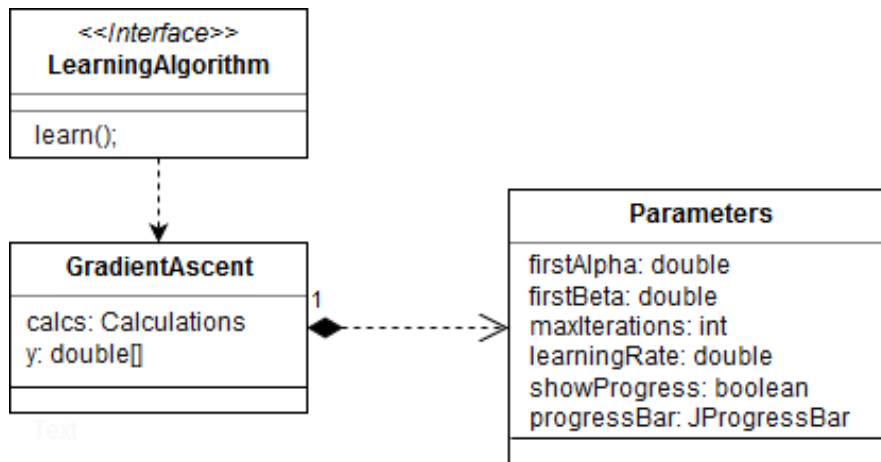 <<Interface>>
LearningAlgorithm
learn();
GradientAscent
calcs: Calculations
y: double[]
1
Parameters
firstAlpha: double
firstBeta: double
maxIterations: int
learningRate: double
showProgress: boolean
progressBar: JProgressBar
Text